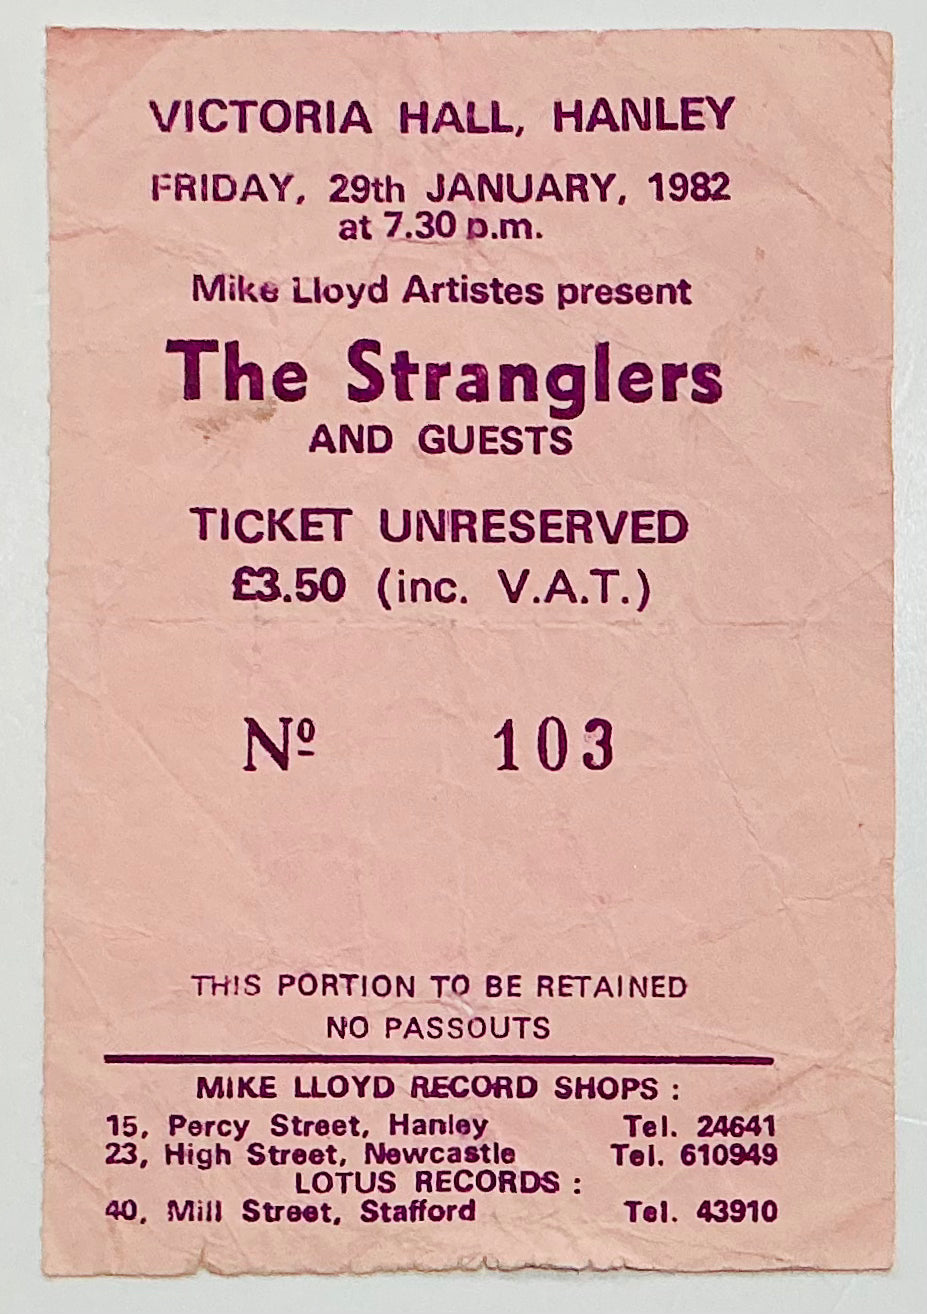 VICTORIA HALL, HANLEY
FRIDAY, 29th JANUARY, 1982
at 7.30 p.m.
Mike Lloyd Artistes present
The Stranglers
AND GUESTS
TICKET UNRESERVED
£3.50 (inc. V.A.T.)
Nº 103
THIS PORTION TO BE RETAINED
NO PASSOUTS
MIKE LLOYD RECORD SHOPS :
15, Percy Street, Hanley Tel. 24641
23, High Street, Newcastle Tel. 610949
LOTUS RECORDS :
40, Mill Street, Stafford Tel. 43910